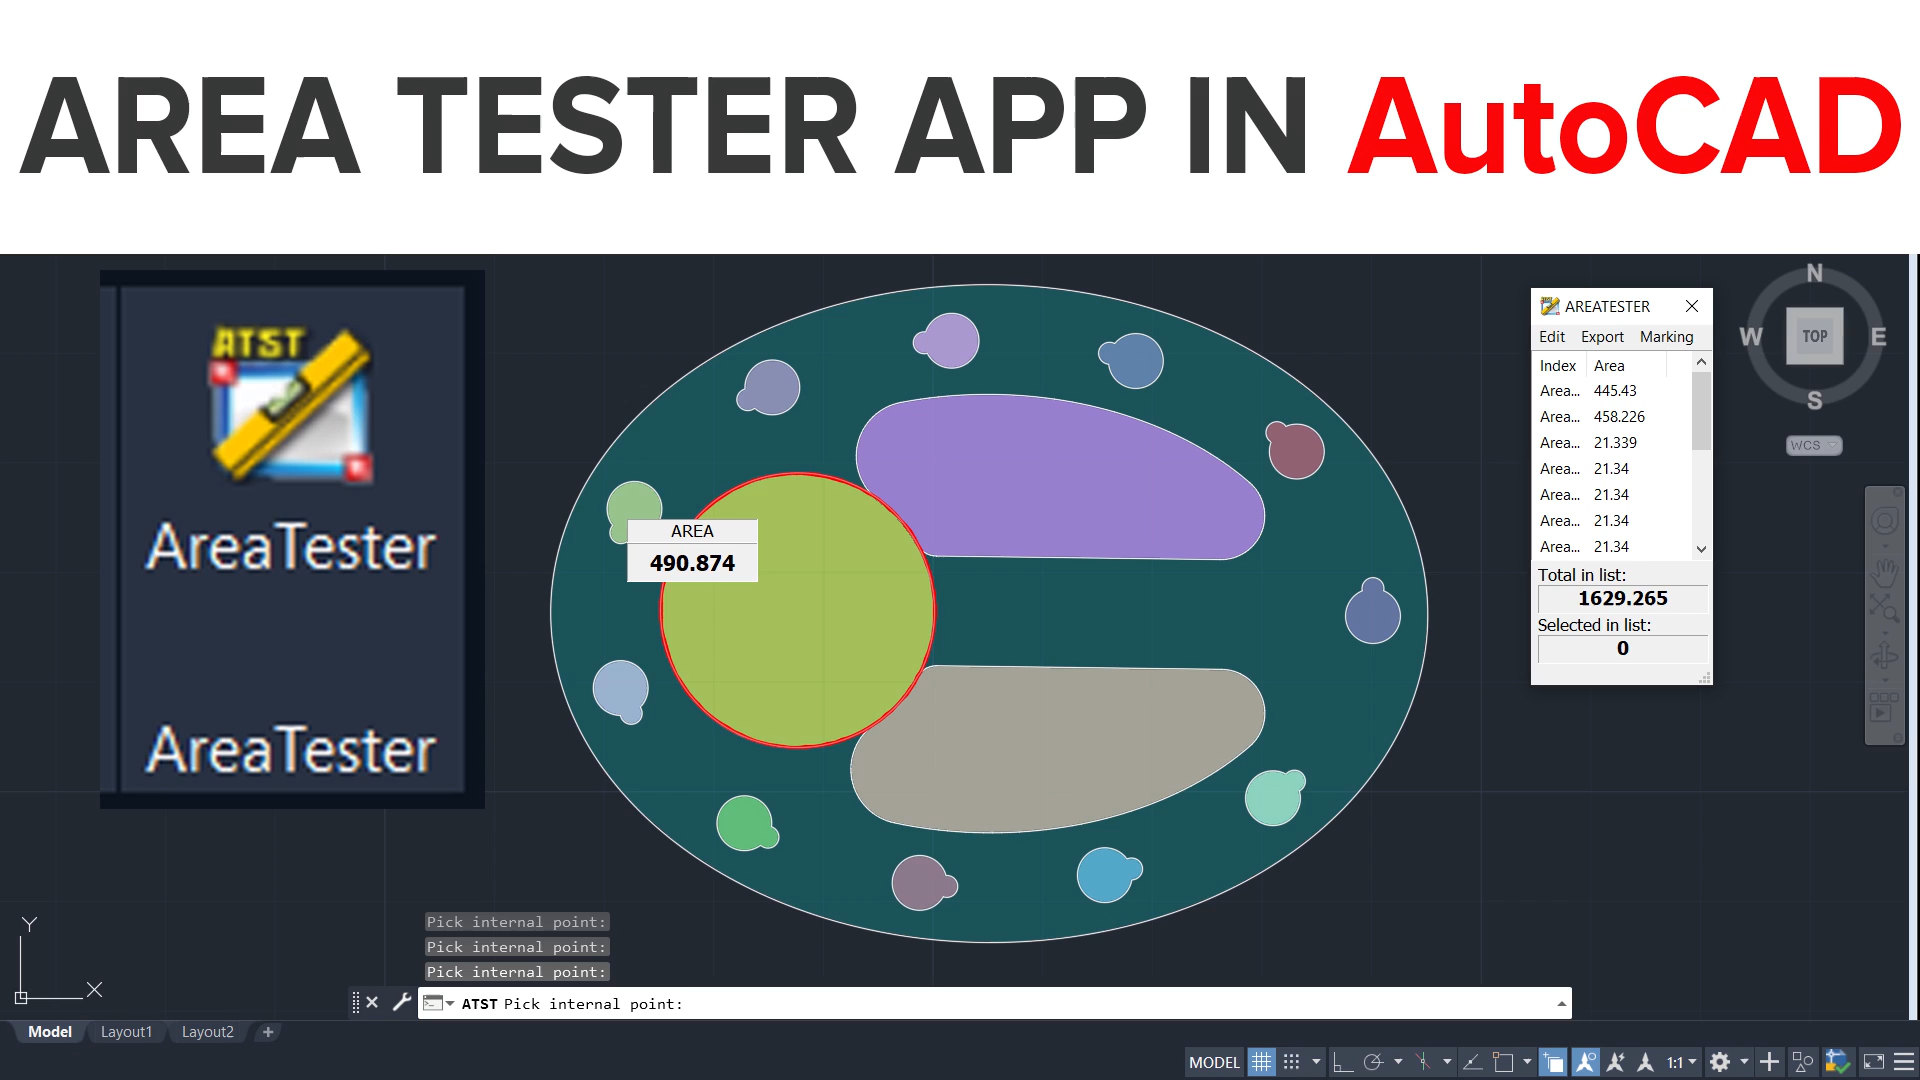 AREA TESTER APP IN AutoCAD
ATST
AreaTester
AreaTester
AREA
490.874
AREATESTER
Edit Export Marking
Index Area
Area... 445.43
Area... 458.226
Area... 21.339
Area... 21.34
Area... 21.34
Area... 21.34
Area... 21.34
Total in list:
1629.265
Selected in list:
0
N
W TOP E
S
WCS
Pick internal point:
Pick internal point:
Pick internal point:
ATST Pick internal point:
Y
X
Model Layout1 Layout2 +
MODEL 1:1